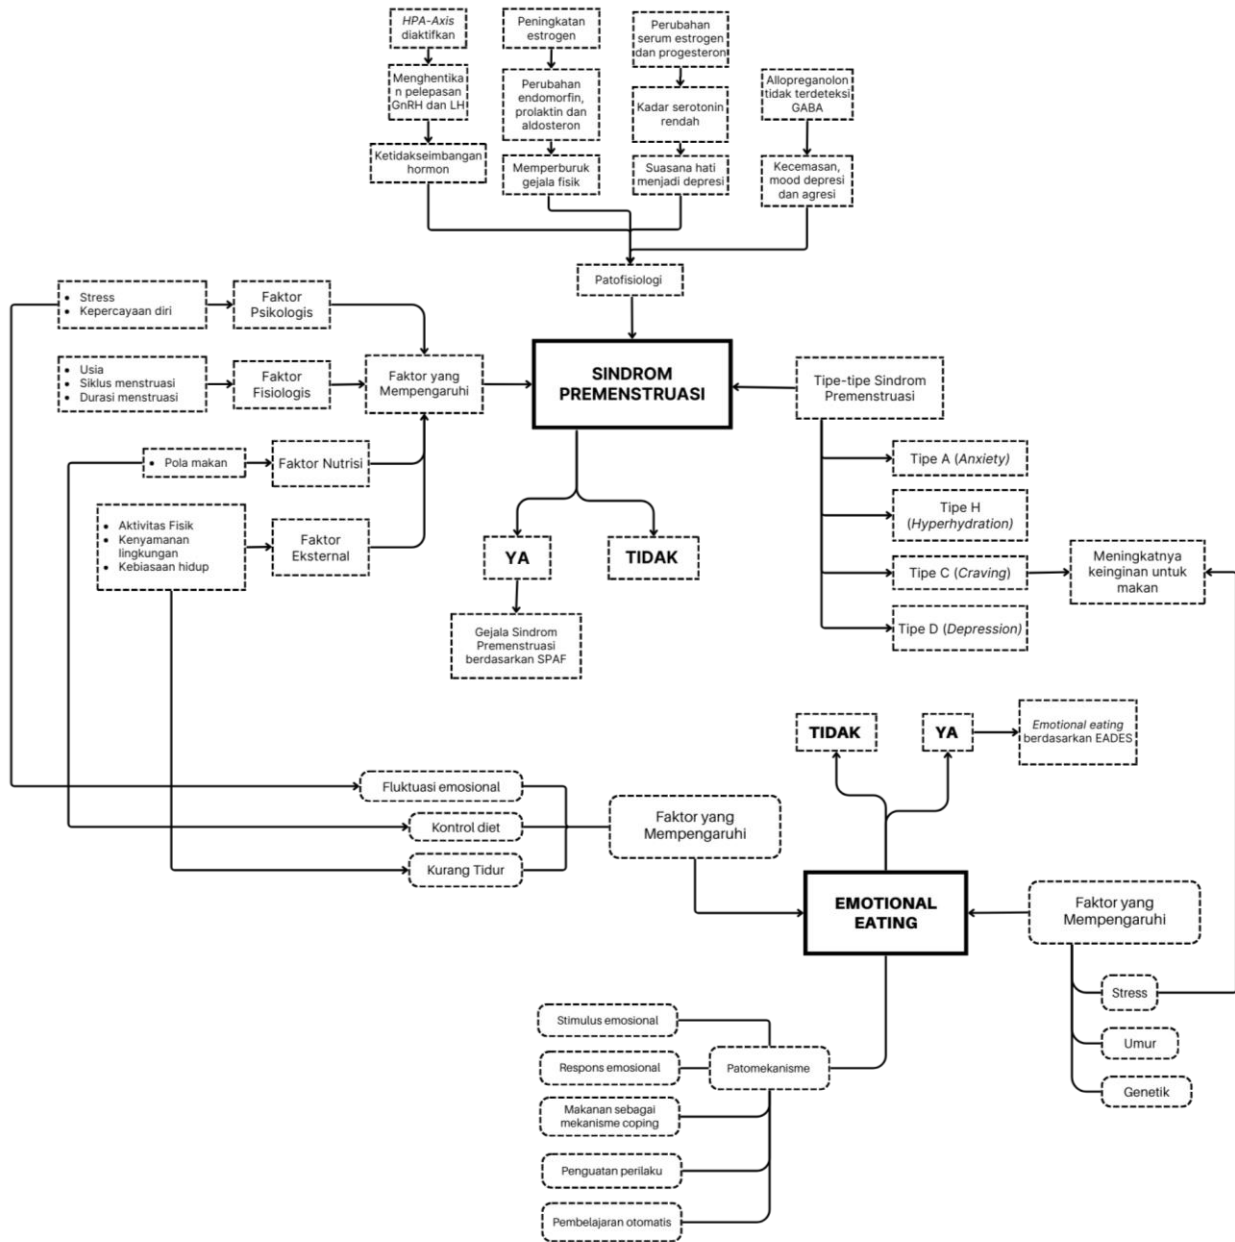 HPA-Axis
diaktifkan
Menghentika
n pelepasan
GnRH dan LH
Ketidakseimbangan
hormon
Peningkatan
estrogen
Perubahan
endomorfin,
prolaktin dan
aldosteron
Memperburuk
gejala fisik
Perubahan
serum estrogen
dan progesteron
Kadar serotonin
rendah
Suasana hati
menjadi depresi
Allopreganolon
tidak terdeteksi
GABA
Kecemasan,
mood depresi
dan agresi
Patofisiologi
• Stress
• Kepercayaan diri
Faktor
Psikologis
• Usia
• Siklus menstruasi
• Durasi menstruasi
Faktor
Fisiologis
Faktor yang
Mempengaruhi
• Pola makan
Faktor Nutrisi
• Aktivitas Fisik
• Kenyamanan
lingkungan
• Kebiasaan hidup
Faktor
Eksternal
SINDROM
PREMENSTRUASI
YA
TIDAK
Gejala Sindrom
Premenstruasi
berdasarkan SPAF
Tipe-tipe Sindrom
Premenstruasi
Tipe A (Anxiety)
Tipe H
(Hyperhydration)
Tipe C (Craving)
Tipe D (Depression)
Meningkatnya
keinginan untuk
makan
TIDAK
YA
Emotional eating
berdasarkan EADES
Fluktuasi emosional
Kontrol diet
Kurang Tidur
Faktor yang
Mempengaruhi
EMOTIONAL
EATING
Faktor yang
Mempengaruhi
Stress
Umur
Genetik
Stimulus emosional
Respons emosional
Makanan sebagai
mekanisme coping
Penguatan perilaku
Pembelajaran otomatis
Patomekanisme